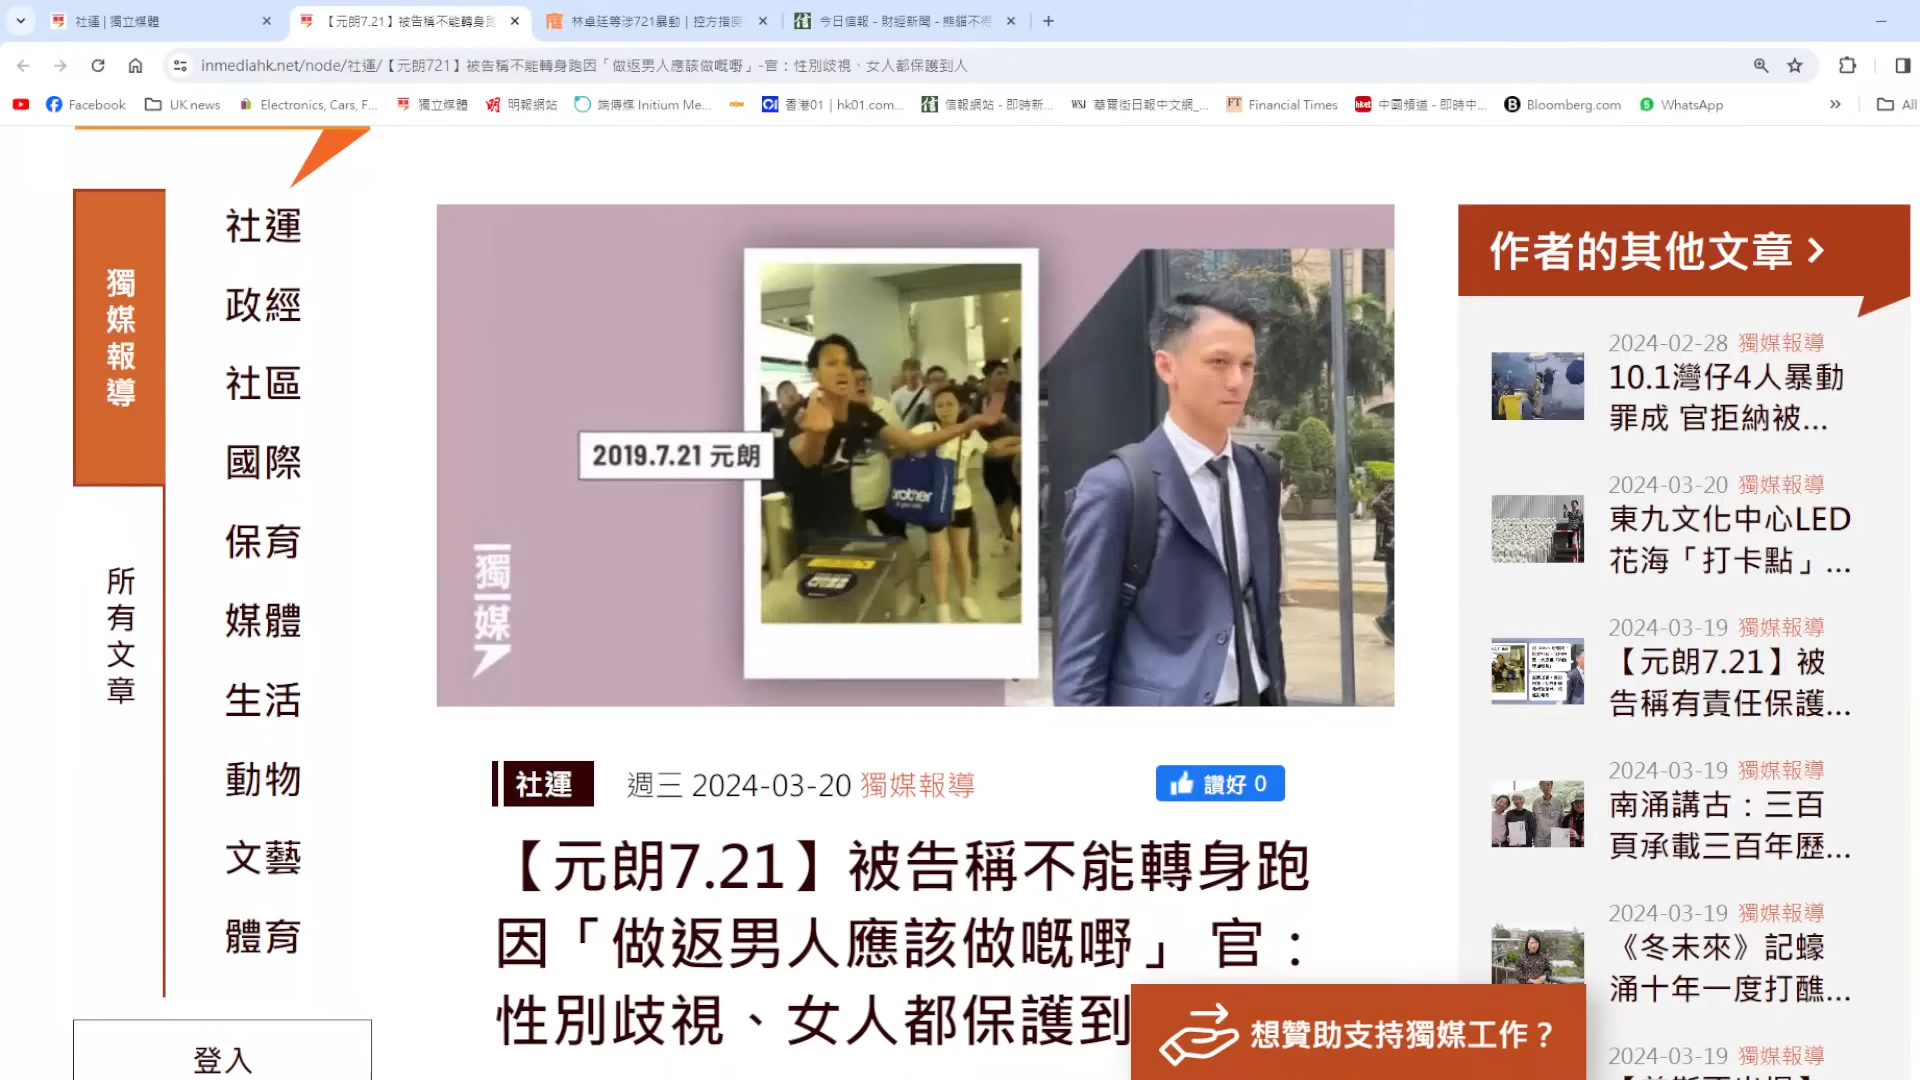 社運 | 獨立媒體
【元朗7.21】被告稱不能轉身跑
林卓廷等涉721暴動 | 控方指
今日信報 - 財經新聞 - 熊貓不
inmediahk.net/node/社運/【元朗721】被告稱不能轉身跑因「做返男人應該做嘅嘢」-官：性別歧視、女人都保護到人
Facebook
UK news
Electronics, Cars, F...
獨立媒體
明報網站
端傳媒 Initium Me...
香港01 | hk01.com...
信報網站 - 即時新...
WSJ 華爾街日報中文網_...
FT Financial Times
hket 中國頻道 - 即時中...
Bloomberg.com
WhatsApp
All
獨媒報導
所有文章
社運
政經
社區
國際
保育
媒體
生活
動物
文藝
體育
登入
2019.7.21 元朗
brother
獨媒
社運
週三 2024-03-20 獨媒報導
讚好 0
【元朗7.21】被告稱不能轉身跑
因「做返男人應該做嘅嘢」 官：
性別歧視、女人都保護到
想贊助支持獨媒工作？
作者的其他文章
2024-02-28 獨媒報導
10.1灣仔4人暴動
罪成 官拒納被...
2024-03-20 獨媒報導
東九文化中心LED
花海「打卡點」...
2024-03-19 獨媒報導
【元朗7.21】被
告稱有責任保護...
2024-03-19 獨媒報導
南涌講古：三百
頁承載三百年歷...
2024-03-19 獨媒報導
《冬未來》記蠔
涌十年一度打醮...
2024-03-19 獨媒報導